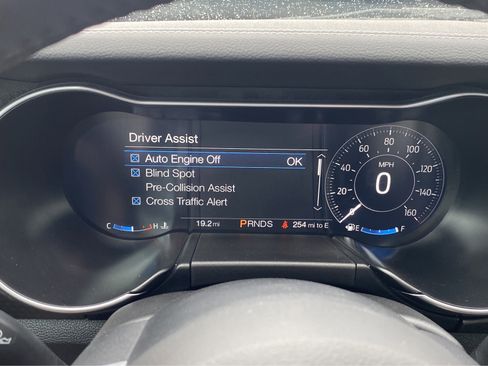 Driver Assist
Auto Engine Off OK
Blind Spot
Pre-Collision Assist
Cross Traffic Alert
C H
19.2 mi PRNDS 254 mi to E
20 40 60 80 100 120 140 160
MPH
0
E F